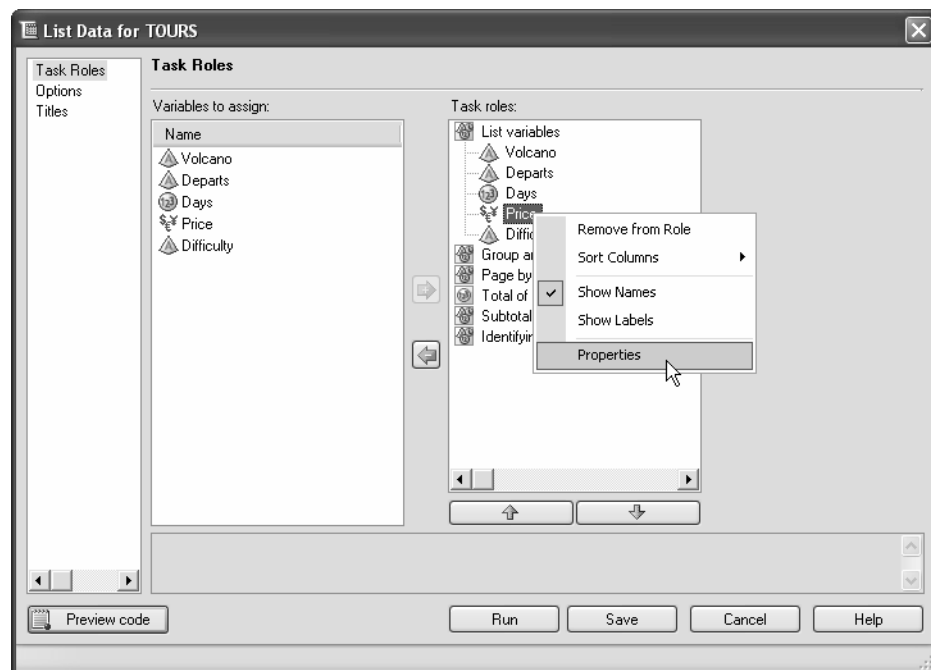 List Data for TOURS
Task Roles
Options
Titles
Task Roles
Variables to assign:
Name
Volcano
Departs
Days
Price
Difficulty
Task roles:
List variables
Volcano
Departs
Days
Price
Diffic
Group a
Page by
Total of
Subtotal
Identifyin
Remove from Role
Sort Columns
Show Names
Show Labels
Properties
Preview code
Run
Save
Cancel
Help